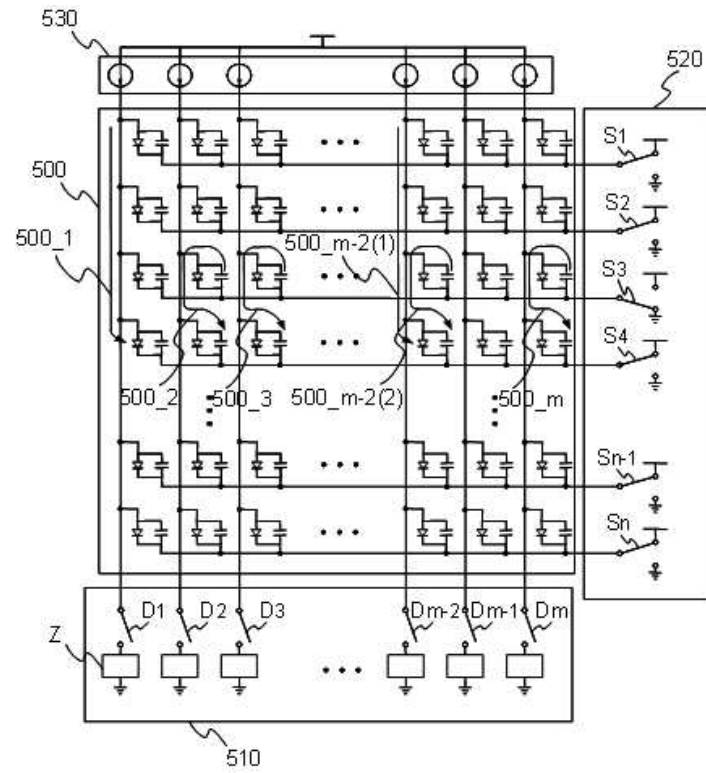 530
520
S1
500
S2
500_1
500_m-2(1)
S3
S4
500_2
500_3
500_m-2(2)
500_m
Sn-1
Sn
D1
D2
D3
Dm-2
Dm-1
Dm
Z
510